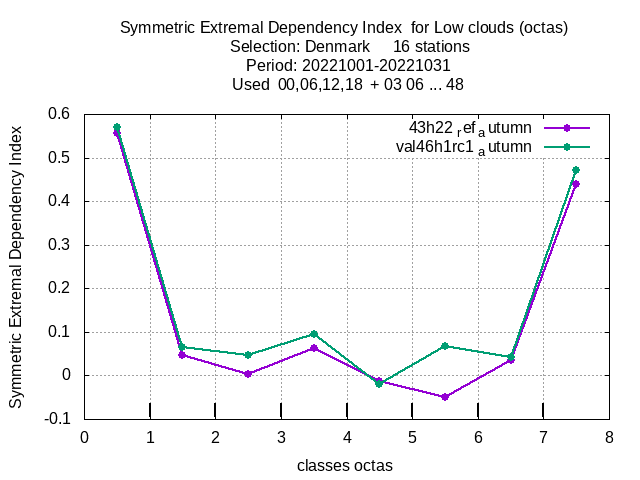 Symmetric Extremal Dependency Index for Low clouds (octas)
Selection: Denmark 16 stations
Period: 20221001-20221031
Used 00,06,12,18 + 03 06 ... 48
43h22 ref autumn
val46h1rc1 autumn
Symmetric Extremal Dependency Index
0.6
0.5
0.4
0.3
0.2
0.1
0
-0.1
0 1 2 3 4 5 6 7 8
classes octas